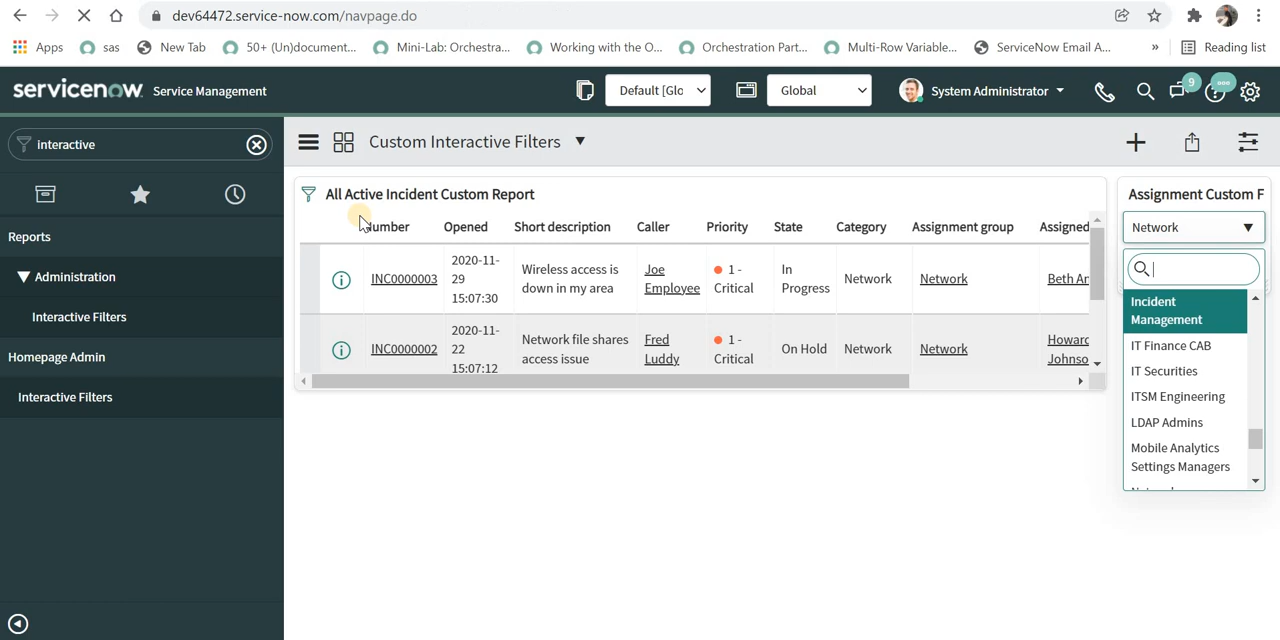 dev64472.service-now.com/navpage.do
Apps sas New Tab 50+ (Un)document... Mini-Lab: Orchestra... Working with the O... Orchestration Part... Multi-Row Variable... ServiceNow Email A... » Reading list
servicenow Service Management Default [Glo Global System Administrator 9
interactive
Custom Interactive Filters
Reports
Administration
Interactive Filters
Homepage Admin
Interactive Filters
All Active Incident Custom Report
Number Opened Short description Caller Priority State Category Assignment group Assigned
INC0000003 2020-11-29 15:07:30 Wireless access is down in my area Joe Employee 1 - Critical In Progress Network Network Beth An
INC0000002 2020-11-22 15:07:12 Network file shares access issue Fred Luddy 1 - Critical On Hold Network Network Howard Johnso
Assignment Custom F
Network
Incident
Management
IT Finance CAB
IT Securities
ITSM Engineering
LDAP Admins
Mobile Analytics
Settings Managers